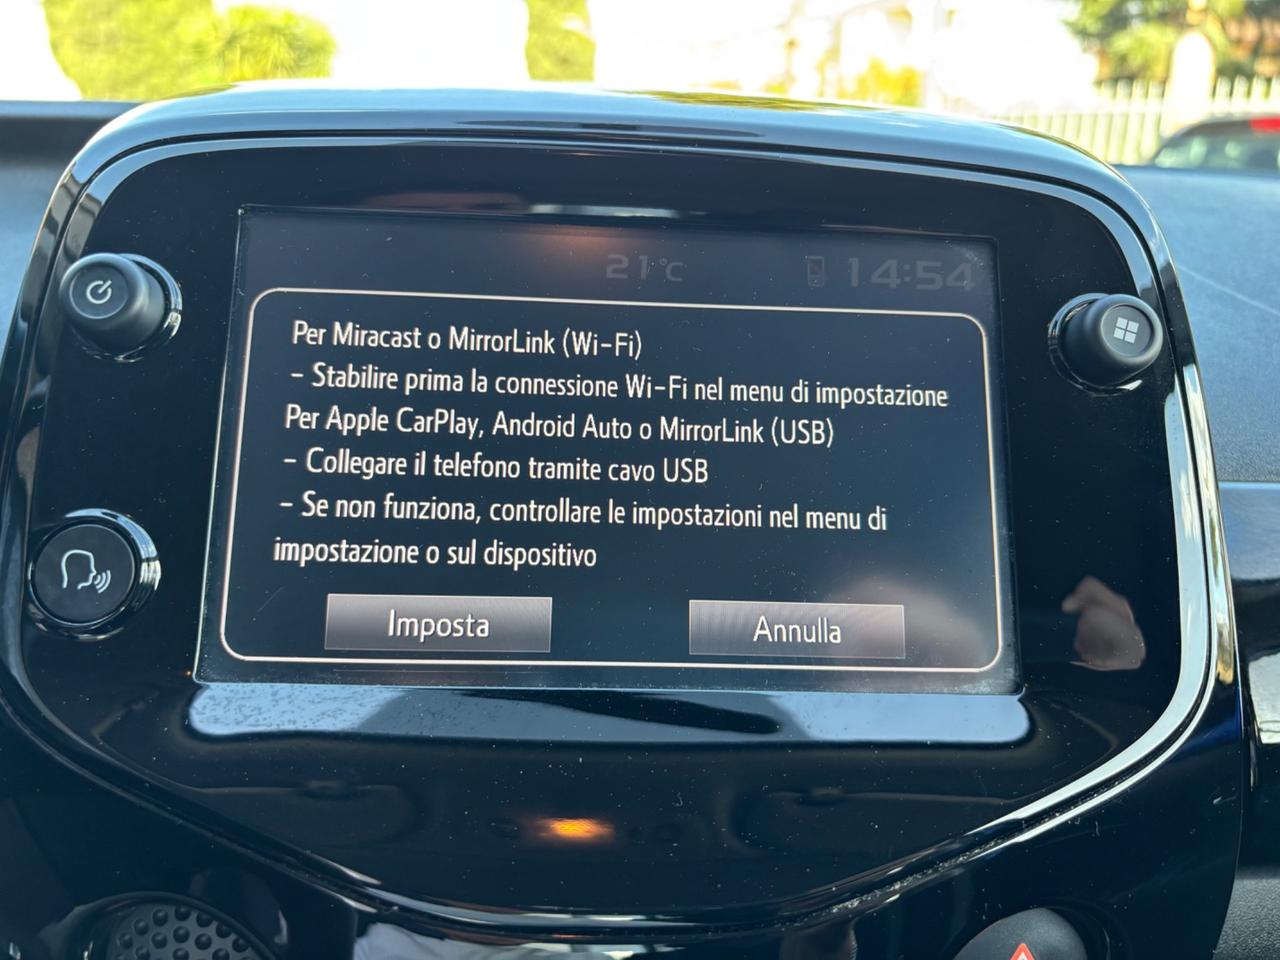 21°C 14:54
Per Miracast o MirrorLink (Wi-Fi)
- Stabilire prima la connessione Wi-Fi nel menu di impostazione
Per Apple CarPlay, Android Auto o MirrorLink (USB)
- Collegare il telefono tramite cavo USB
- Se non funziona, controllare le impostazioni nel menu di
impostazione o sul dispositivo
Imposta Annulla